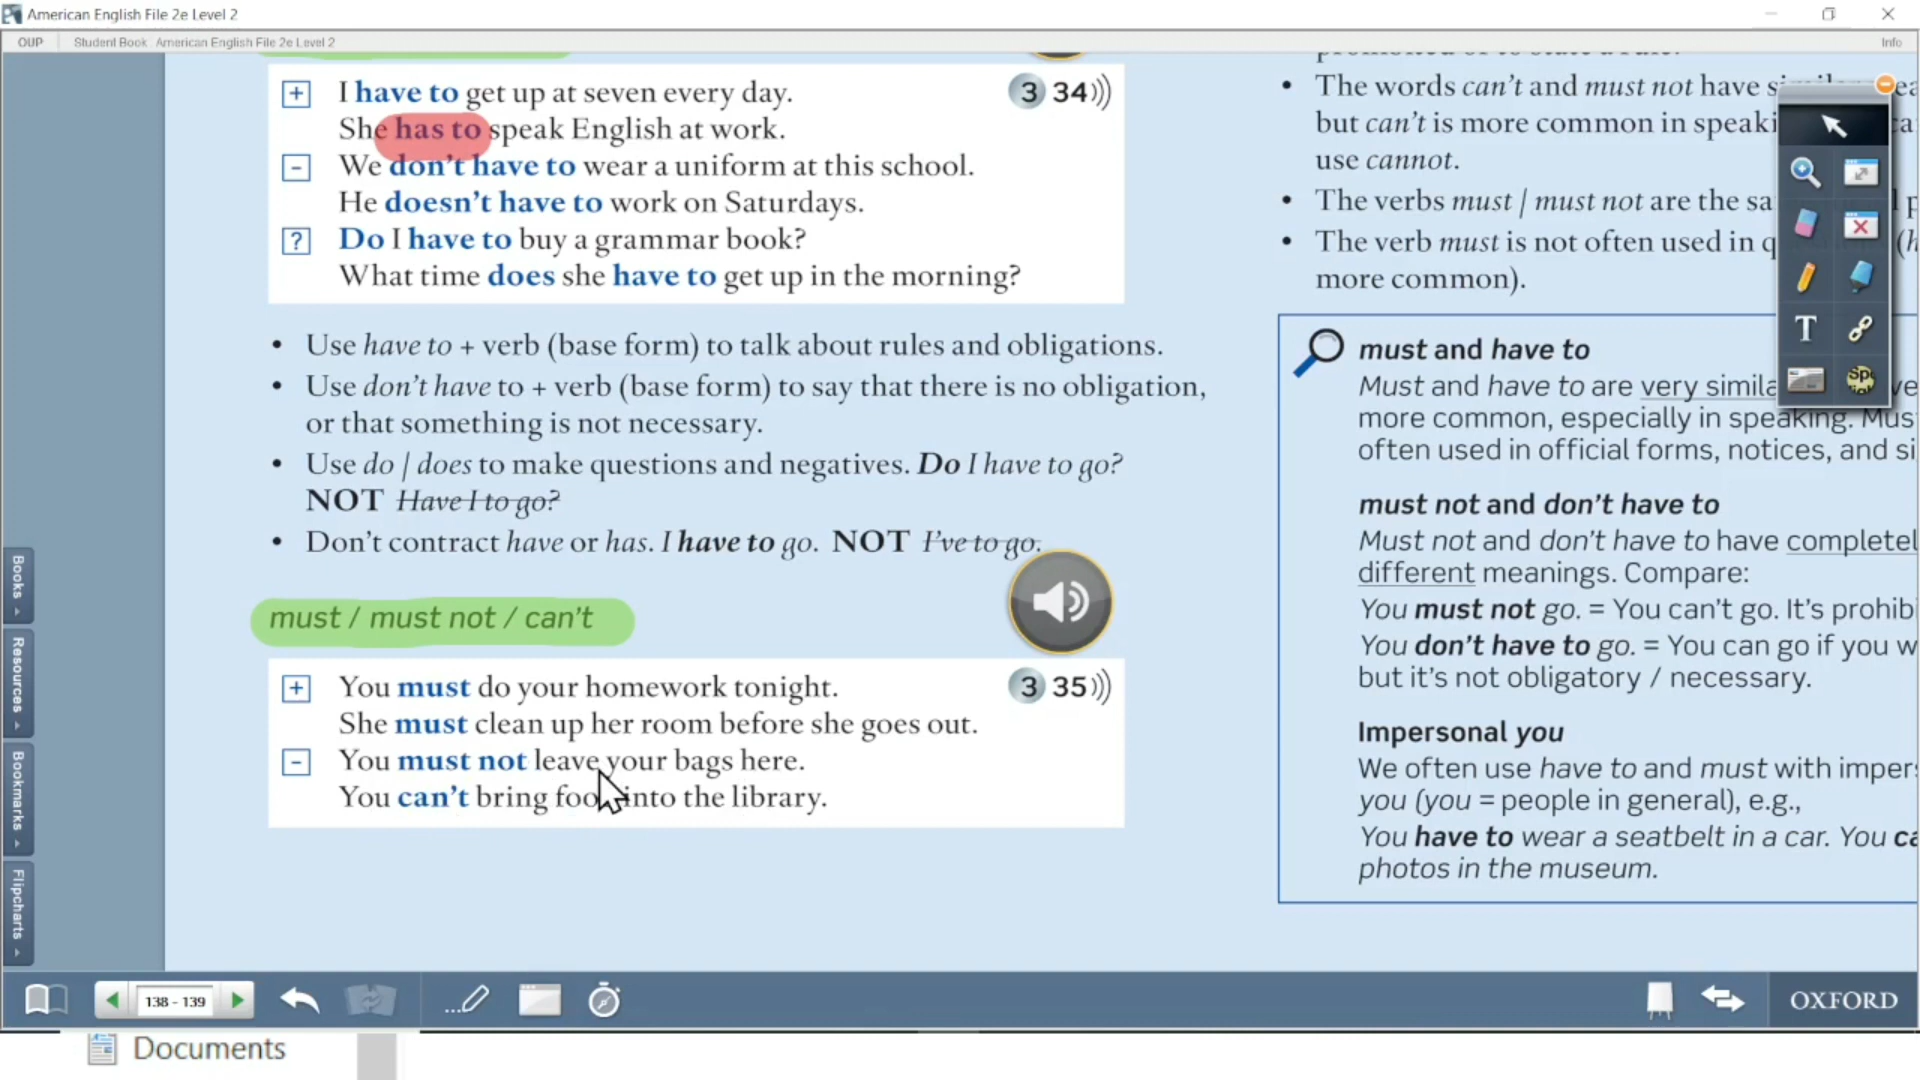 American English File 2e Level 2
OUP Student Book American English File 2e Level 2 Info
+ I have to get up at seven every day. 3 34
She has to speak English at work.
- We don't have to wear a uniform at this school.
He doesn't have to work on Saturdays.
? Do I have to buy a grammar book?
What time does she have to get up in the morning?
• Use have to + verb (base form) to talk about rules and obligations.
• Use don't have to + verb (base form) to say that there is no obligation,
or that something is not necessary.
• Use do / does to make questions and negatives. Do I have to go?
NOT Have I to go?
• Don't contract have or has. I have to go. NOT I've to go.
must / must not / can't
+ You must do your homework tonight. 3 35
She must clean up her room before she goes out.
- You must not leave your bags here.
You can't bring into the library.
• The words can't and must not have
but can't is more common in
use cannot.
• The verbs must / must not are the
• The verb must is not often used in
more common).
must and have to
Must and have to are very
more common, especially in speaking.
often used in official forms, notices, and
must not and don't have to
Must not and don't have to have
different meanings. Compare:
You must not go. = You can't go. It's
You don't have to go. = You can go if you
but it's not obligatory / necessary.
Impersonal you
We often use have to and must with
you (you = people in general), e.g.,
You have to wear a seatbelt in a car. You
photos in the museum.
T
Books
Resources
Bookmarks
Flipcharts
138 - 139
OXFORD
Documents